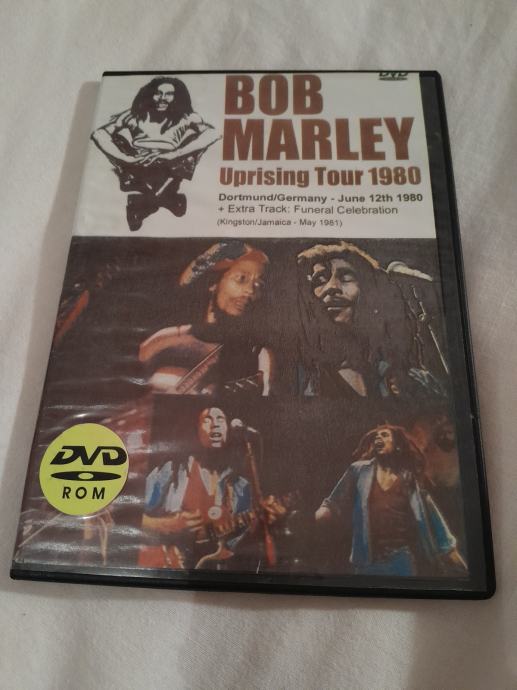 DVD
BOB
MARLEY
Uprising Tour 1980
Dortmund/Germany - June 12th 1980
+ Extra Track: Funeral Celebration
(Kingston/Jamaica - May 1981)
DVD
ROM